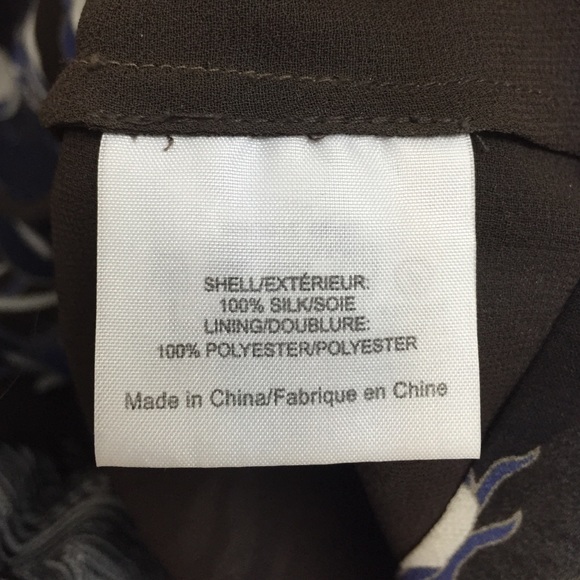 SHELL/EXTÉRIEUR:
100% SILK/SOIE
LINING/DOUBLURE:
100% POLYESTER/POLYESTER
Made in China/Fabrique en Chine